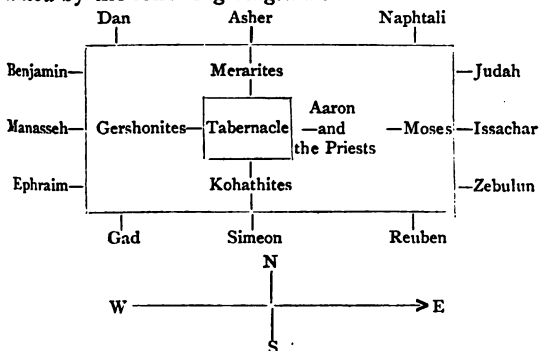 Dan Asher Naphtali
Benjamin Merarites Judah
Aaron
Manasseh Gershonites Tabernacle and Moses Issachar
the Priests
Ephraim Kohathites Zebulun
Gad Simeon Reuben
N
W E
S